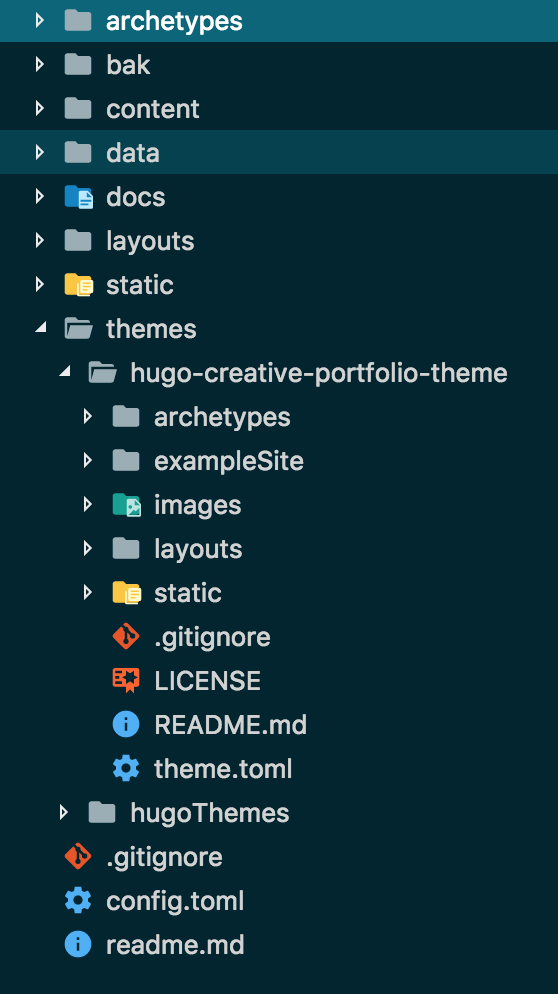 archetypes
bak
content
data
docs
layouts
static
themes
hugo-creative-portfolio-theme
archetypes
exampleSite
images
layouts
static
.gitignore
LICENSE
README.md
theme.toml
hugoThemes
.gitignore
config.toml
readme.md